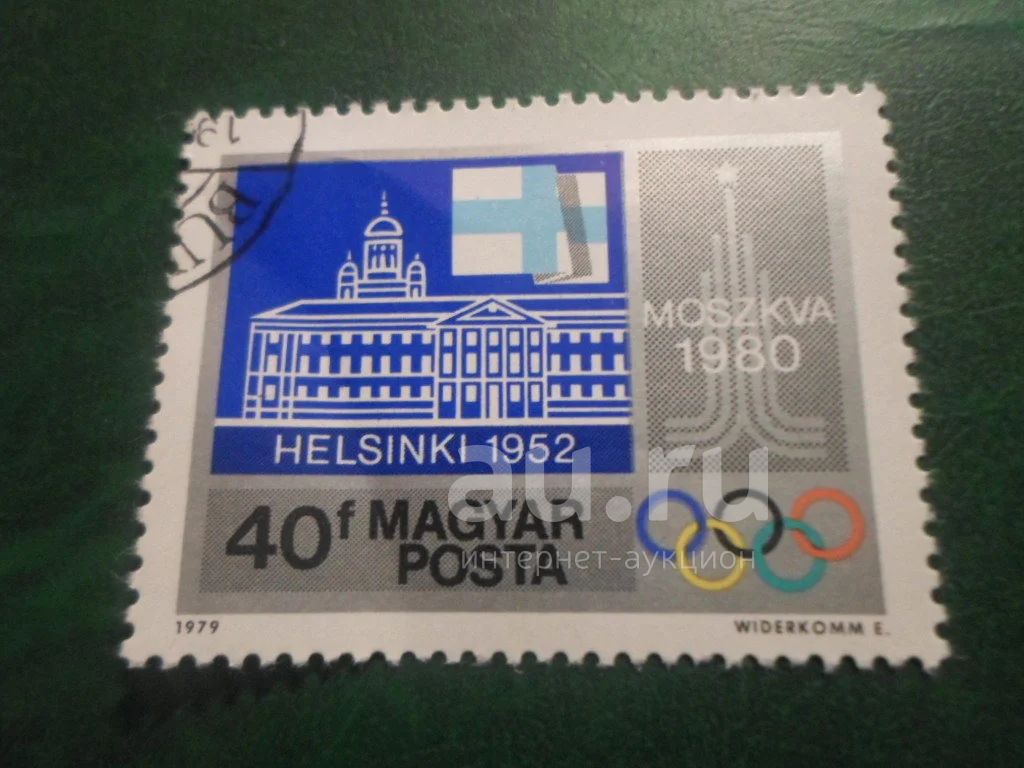 MOSZKVA
1980
HELSINKI 1952
40f MAGYAR
POSTA
1979
WIDERKOMM E.
au.ru
интернет-аукцион